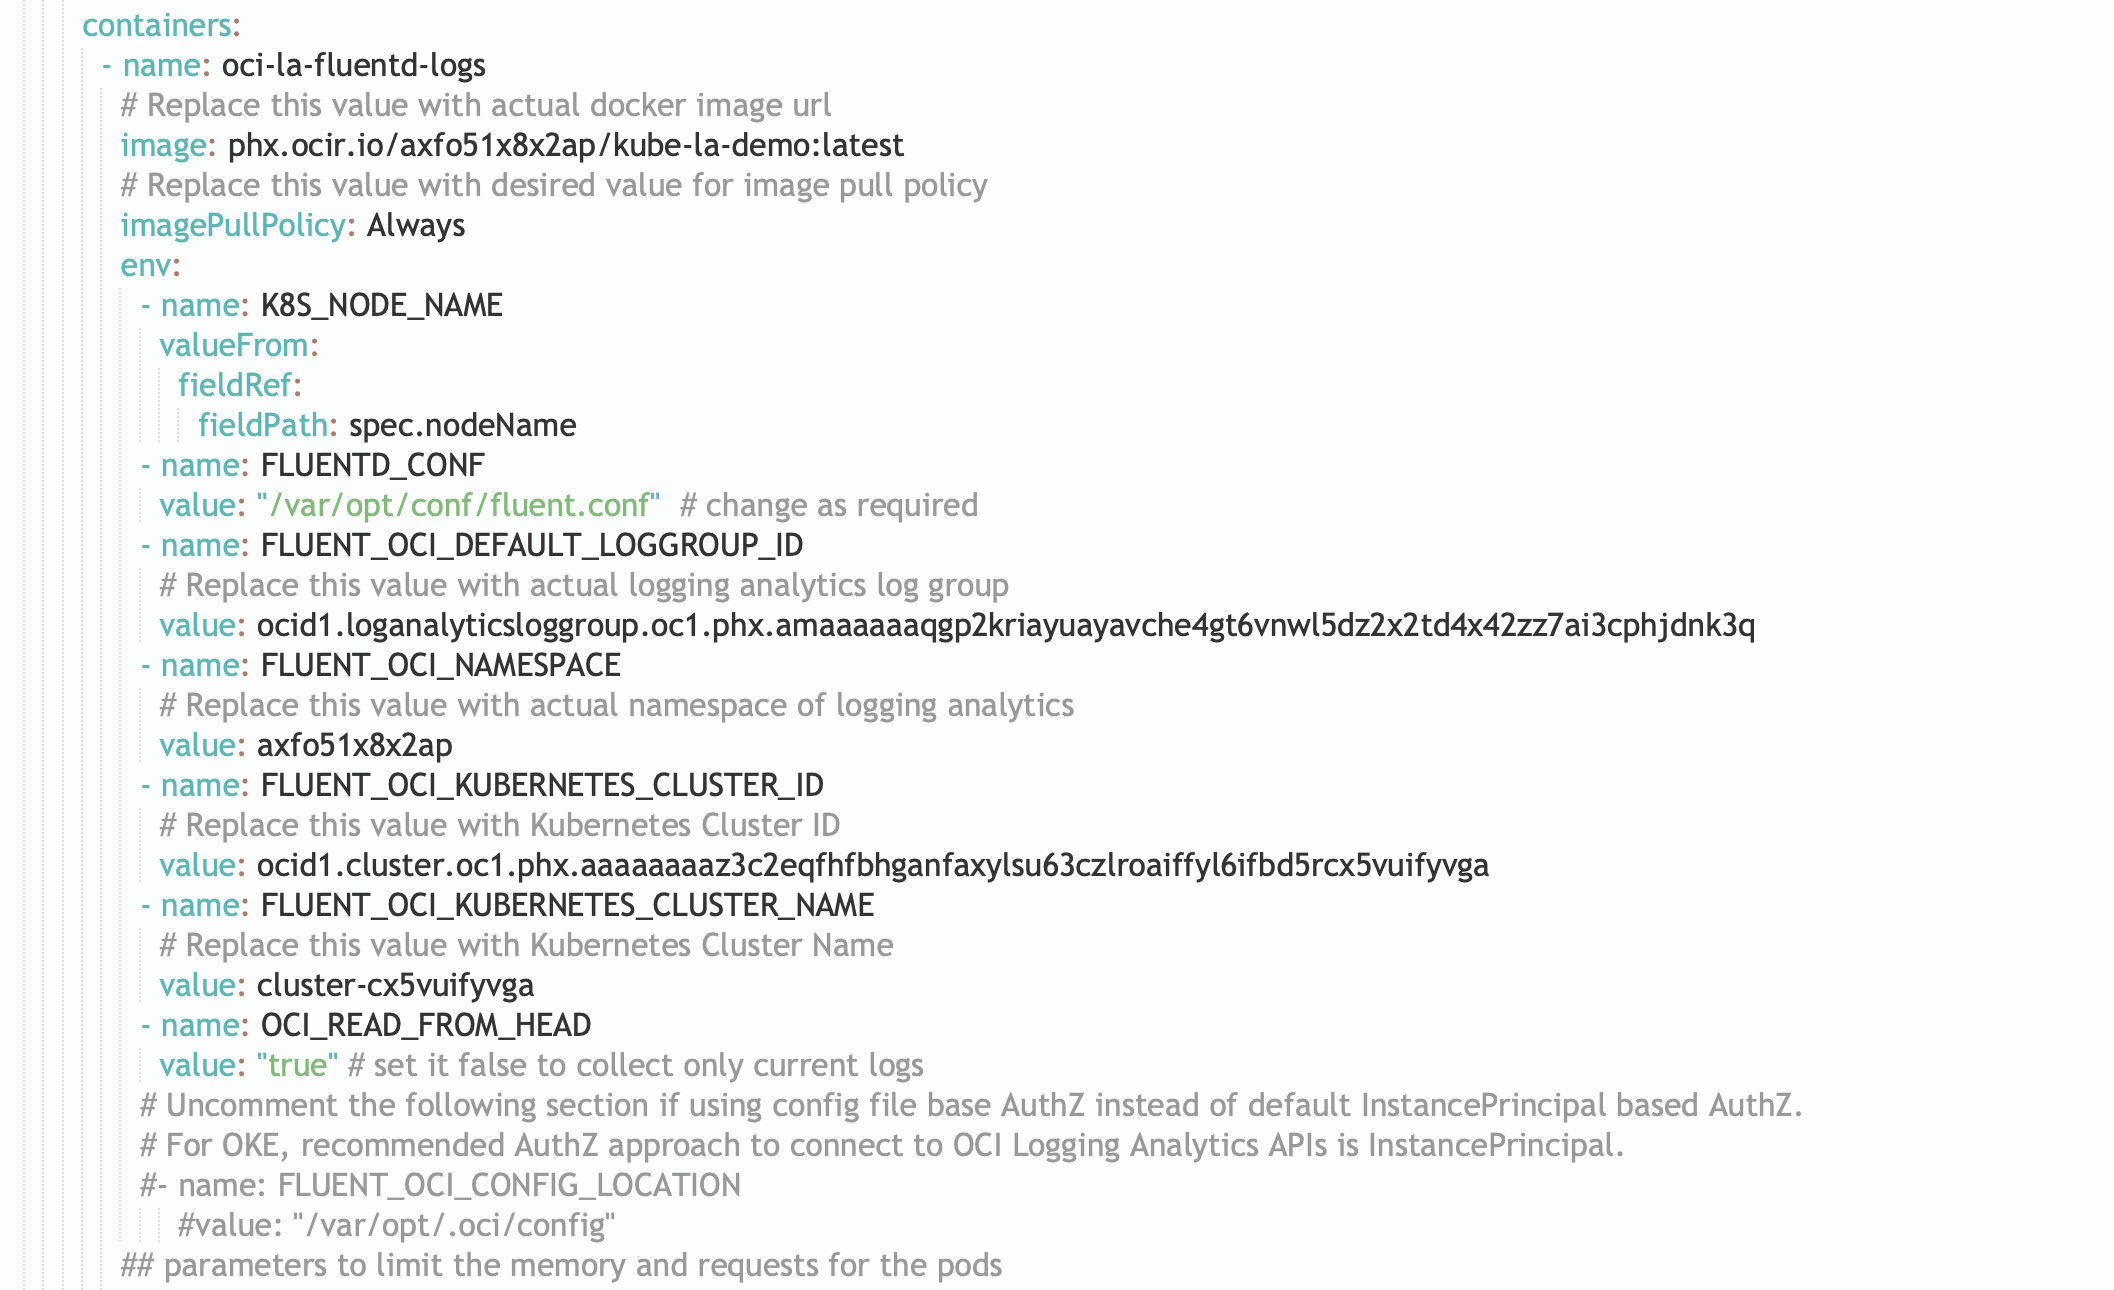 containers:
- name: oci-la-fluentd-logs
# Replace this value with actual docker image url
image: phx.ocir.io/axfo51x8x2ap/kube-la-demo:latest
# Replace this value with desired value for image pull policy
imagePullPolicy: Always
env:
- name: K8S_NODE_NAME
valueFrom:
fieldRef:
fieldPath: spec.nodeName
- name: FLUENTD_CONF
value: "/var/opt/conf/fluent.conf"  # change as required
- name: FLUENT_OCI_DEFAULT_LOGGROUP_ID
# Replace this value with actual logging analytics log group
value: ocid1.loganalyticsloggroup.oc1.phx.amaaaaaaqgp2kriayuayavche4gt6vnwl5dz2x2td4x42zz7ai3cphjdnk3q
- name: FLUENT_OCI_NAMESPACE
# Replace this value with actual namespace of logging analytics
value: axfo51x8x2ap
- name: FLUENT_OCI_KUBERNETES_CLUSTER_ID
# Replace this value with Kubernetes Cluster ID
value: ocid1.cluster.oc1.phx.aaaaaaaaz3c2eqfhfbhganfaxylsu63czlroaiffyl6ifbd5rcx5vuifyvga
- name: FLUENT_OCI_KUBERNETES_CLUSTER_NAME
# Replace this value with Kubernetes Cluster Name
value: cluster-cx5vuifyvga
- name: OCI_READ_FROM_HEAD
value: "true" # set it false to collect only current logs
# Uncomment the following section if using config file base AuthZ instead of default InstancePrincipal based AuthZ.
# For OKE, recommended AuthZ approach to connect to OCI Logging Analytics APIs is InstancePrincipal.
#- name: FLUENT_OCI_CONFIG_LOCATION
#value: "/var/opt/.oci/config"
## parameters to limit the memory and requests for the pods